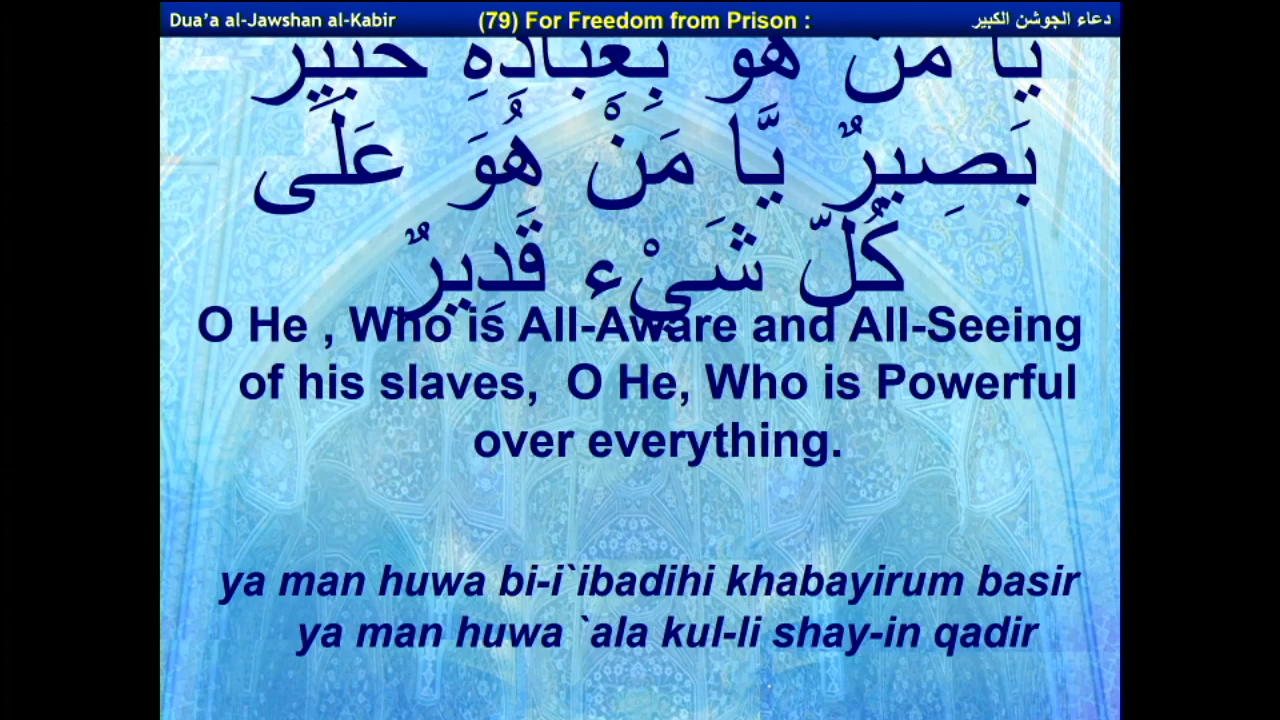 Dua’a al-Jawshan al-Kabir (79) For Freedom from Prison : دعاء الجوشن الكبير
يَا مَنْ هُوَ بِعِبَادِهِ خَبِيَِر
بَصِيرٌ يَّا مَنْ هُوَ عَلَى
كُلّ شَيْءٍ قَدِيرٌ
O He , Who is All-Aware and All-Seeing
of his slaves,  O He, Who is Powerful
over everything.
ya man huwa bi-i`ibadihi khabayirum basir
ya man huwa `ala kul-li shay-in qadir